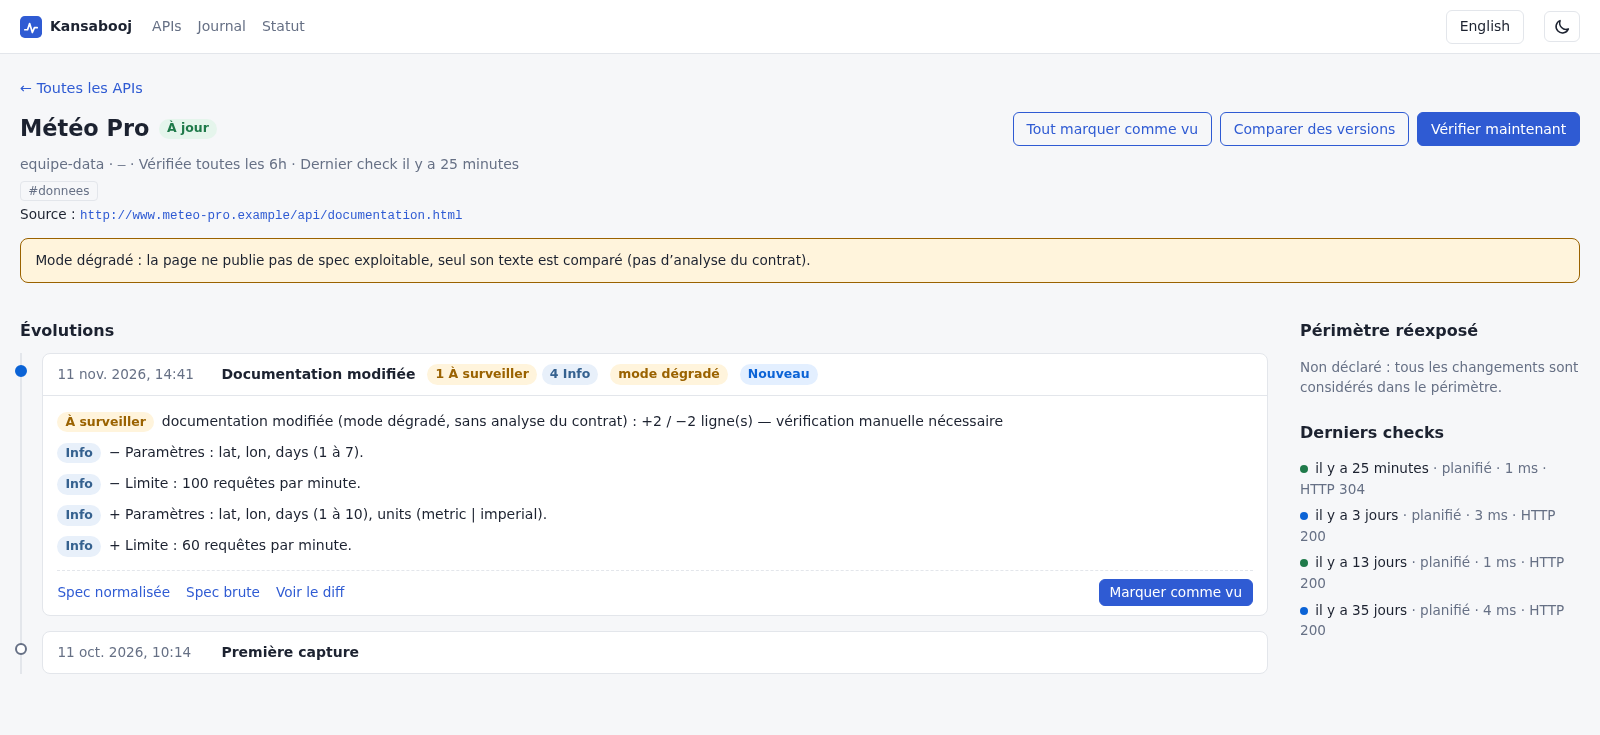 Kansabooj APIs Journal Statut English
← Toutes les APIs
Météo Pro À jour Tout marquer comme vu Comparer des versions Vérifier maintenant
equipe-data · – · Vérifiée toutes les 6h · Dernier check il y a 25 minutes
#donnees
Source : http://www.meteo-pro.example/api/documentation.html
Mode dégradé : la page ne publie pas de spec exploitable, seul son texte est comparé (pas d’analyse du contrat).
Évolutions
11 nov. 2026, 14:41 Documentation modifiée 1 À surveiller 4 Info mode dégradé Nouveau
À surveiller documentation modifiée (mode dégradé, sans analyse du contrat) : +2 / −2 ligne(s) — vérification manuelle nécessaire
Info − Paramètres : lat, lon, days (1 à 7).
Info − Limite : 100 requêtes par minute.
Info + Paramètres : lat, lon, days (1 à 10), units (metric | imperial).
Info + Limite : 60 requêtes par minute.
Spec normalisée Spec brute Voir le diff Marquer comme vu
11 oct. 2026, 10:14 Première capture
Périmètre réexposé
Non déclaré : tous les changements sont
considérés dans le périmètre.
Derniers checks
il y a 25 minutes · planifié · 1 ms ·
HTTP 304
il y a 3 jours · planifié · 3 ms · HTTP
200
il y a 13 jours · planifié · 1 ms · HTTP
200
il y a 35 jours · planifié · 4 ms · HTTP
200